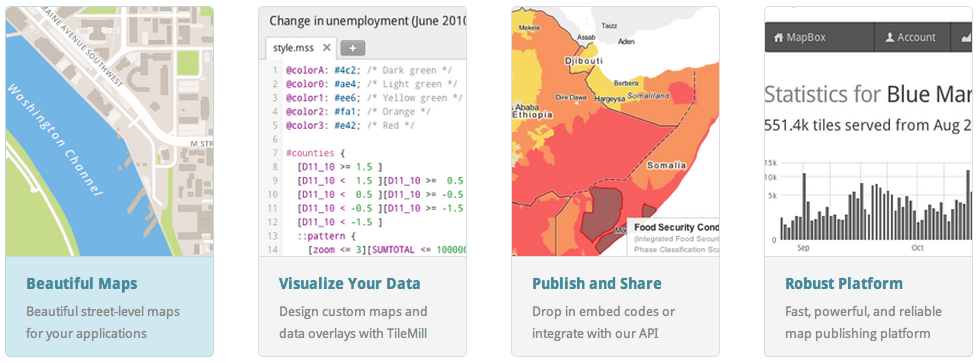 MAINE AVENUE SOUTHWEST
Washington Channel
M STR
Beautiful Maps
Beautiful street-level maps
for your applications
Change in unemployment (June 2010
style.mss × +
1 @colorA: #4c2; /* Dark green */
2 @color0: #ae4; /* Light green */
3 @color1: #ee6; /* Yellow green */
4 @color2: #fa1; /* Orange */
5 @color3: #e42; /* Red */
6
7 #counties {
8 [D11_10 >= 1.5 ]
9 [D11_10 < 1.5 ][D11_10 >= 0.5
10 [D11_10 < 0.5 ][D11_10 >= -0.5
11 [D11_10 < -0.5 ][D11_10 >= -1.5
12 [D11_10 < -1.5 ]
13 ::pattern {
14 [zoom <= 3][SUMTOTAL <= 100000
Visualize Your Data
Design custom maps and
data overlays with TileMill
Mekele
Taizz
Assab
Aden
Djibouti
Berbera
Dire Dawa
Hargeysa
Somaliland
s Ababa
Ethiopia
Somalia
Mo
Food Security Cond
(Integrated Food Securi
Phase Classification Sc
Publish and Share
Drop in embed codes or
integrate with our API
MapBox
Account
Statistics for Blue Mar
551.4k tiles served from Aug 2
15k
10k
5k
0
Sep
Oct
Robust Platform
Fast, powerful, and reliable
map publishing platform